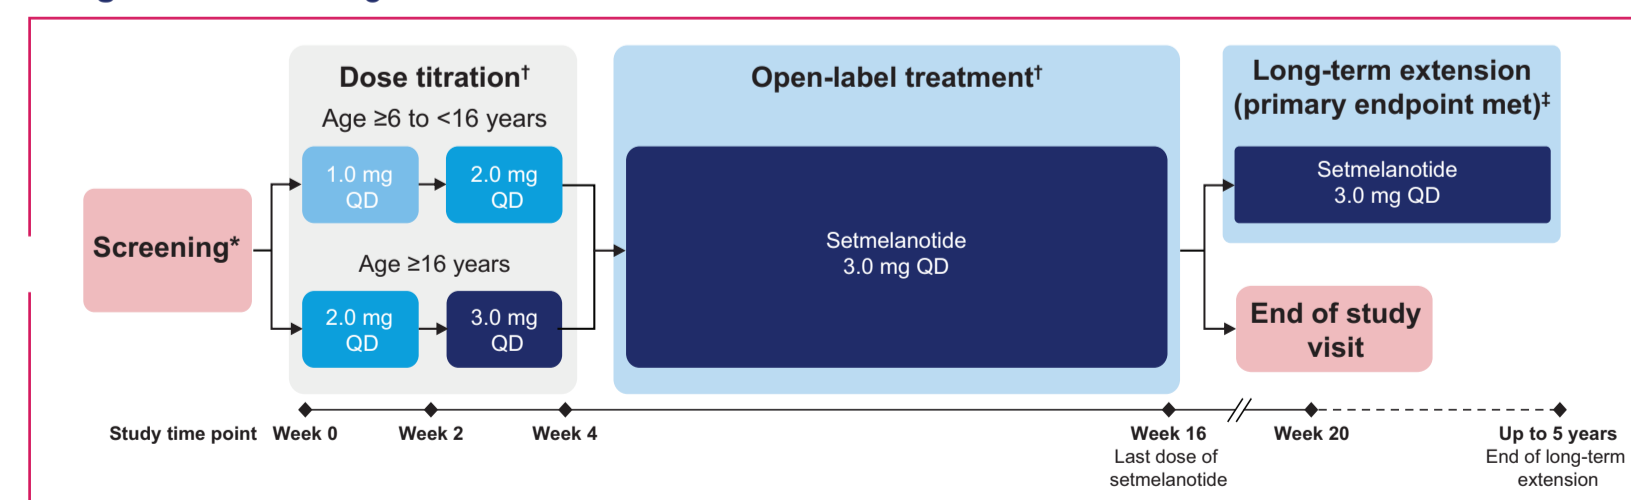 Dose titration†
Age ≥6 to <16 years
1.0 mg
QD
2.0 mg
QD
Age ≥16 years
2.0 mg
QD
3.0 mg
QD
Screening*
Open-label treatment†
Setmelanotide
3.0 mg QD
Long-term extension
(primary endpoint met)‡
Setmelanotide
3.0 mg QD
End of study
visit
Study time point
Week 0
Week 2
Week 4
Week 16
Last dose of
setmelanotide
Week 20
Up to 5 years
End of long-term
extension